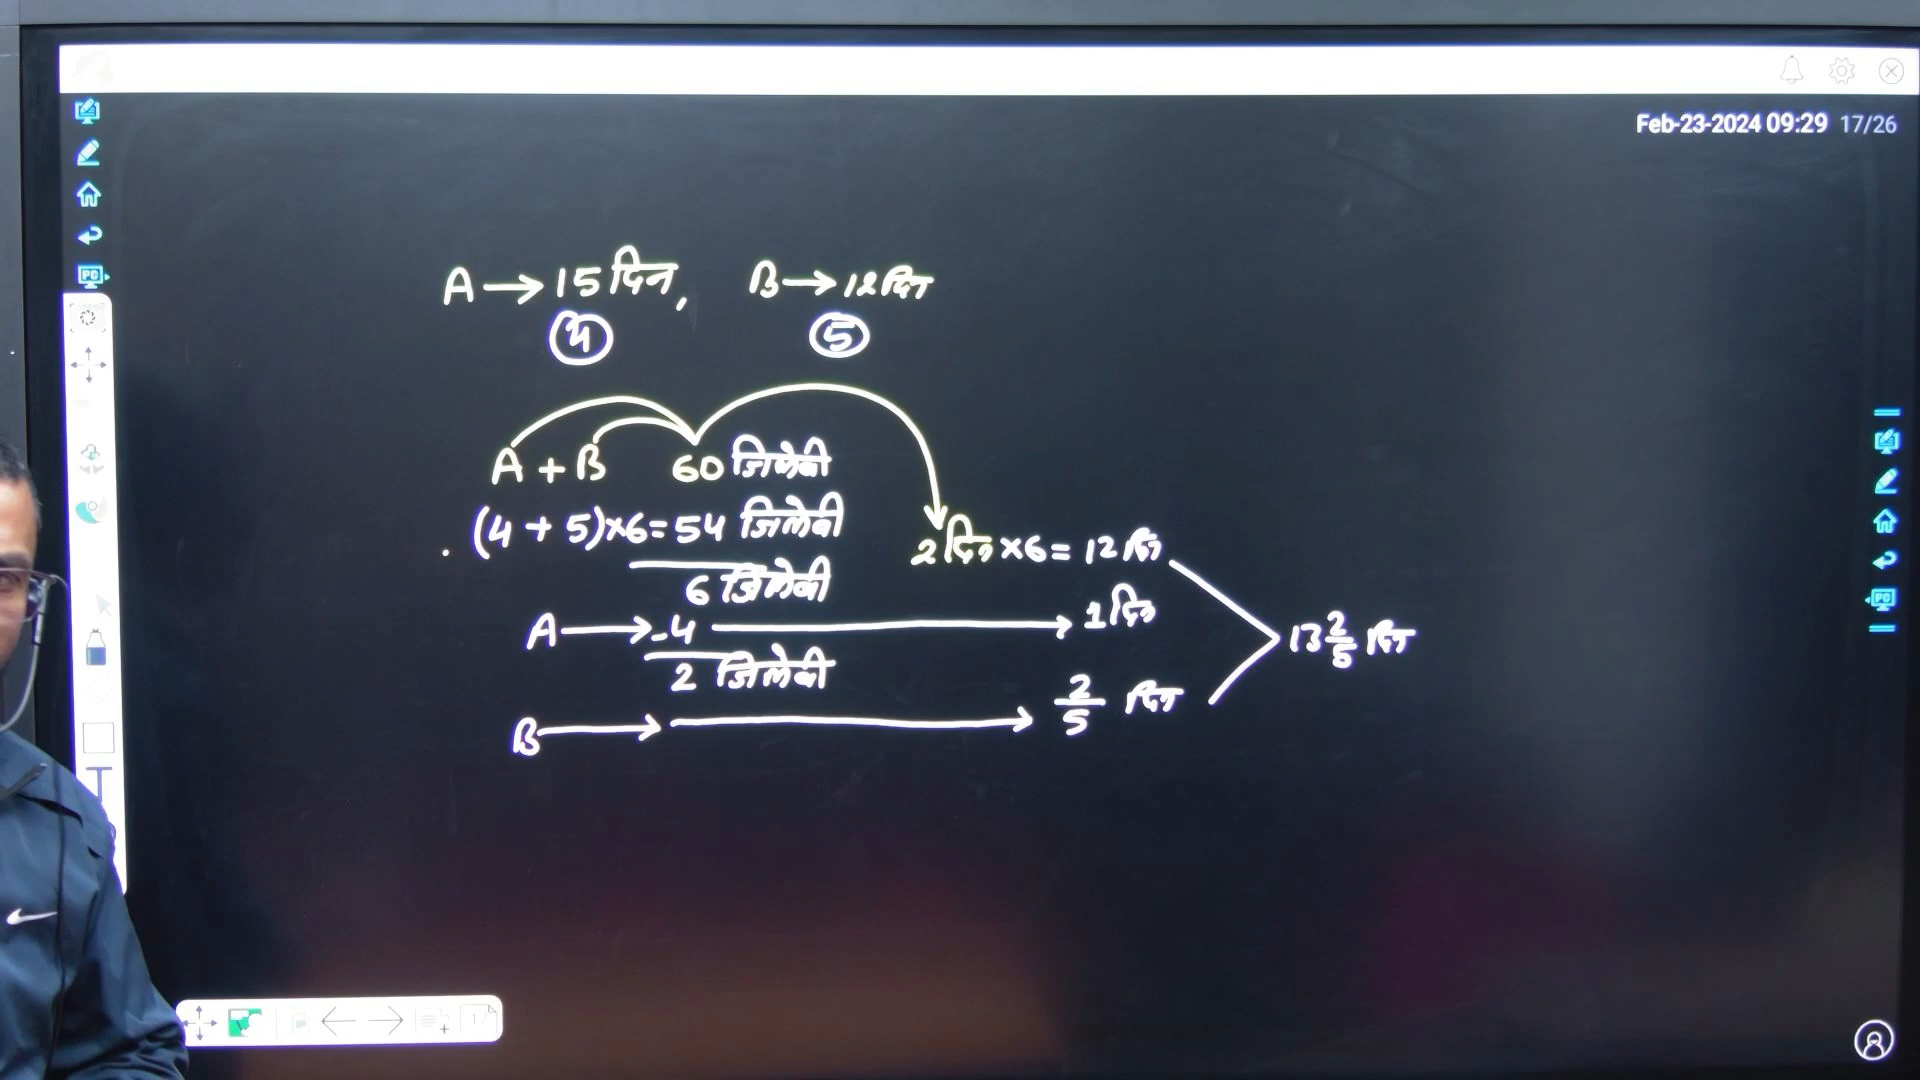 Feb-23-2024 09:29 17/26
A → 15 दिन, B → 12 दिन
4 5
A + B 60 जिलेबी
(4 + 5)×6 = 54 जिलेबी
2 दिन ×6 = 12 दिन
6 जिलेबी
A → -4 → 1 दिन
13 2/5 दिन
2 जिलेबी
B → → 2/5 दिन